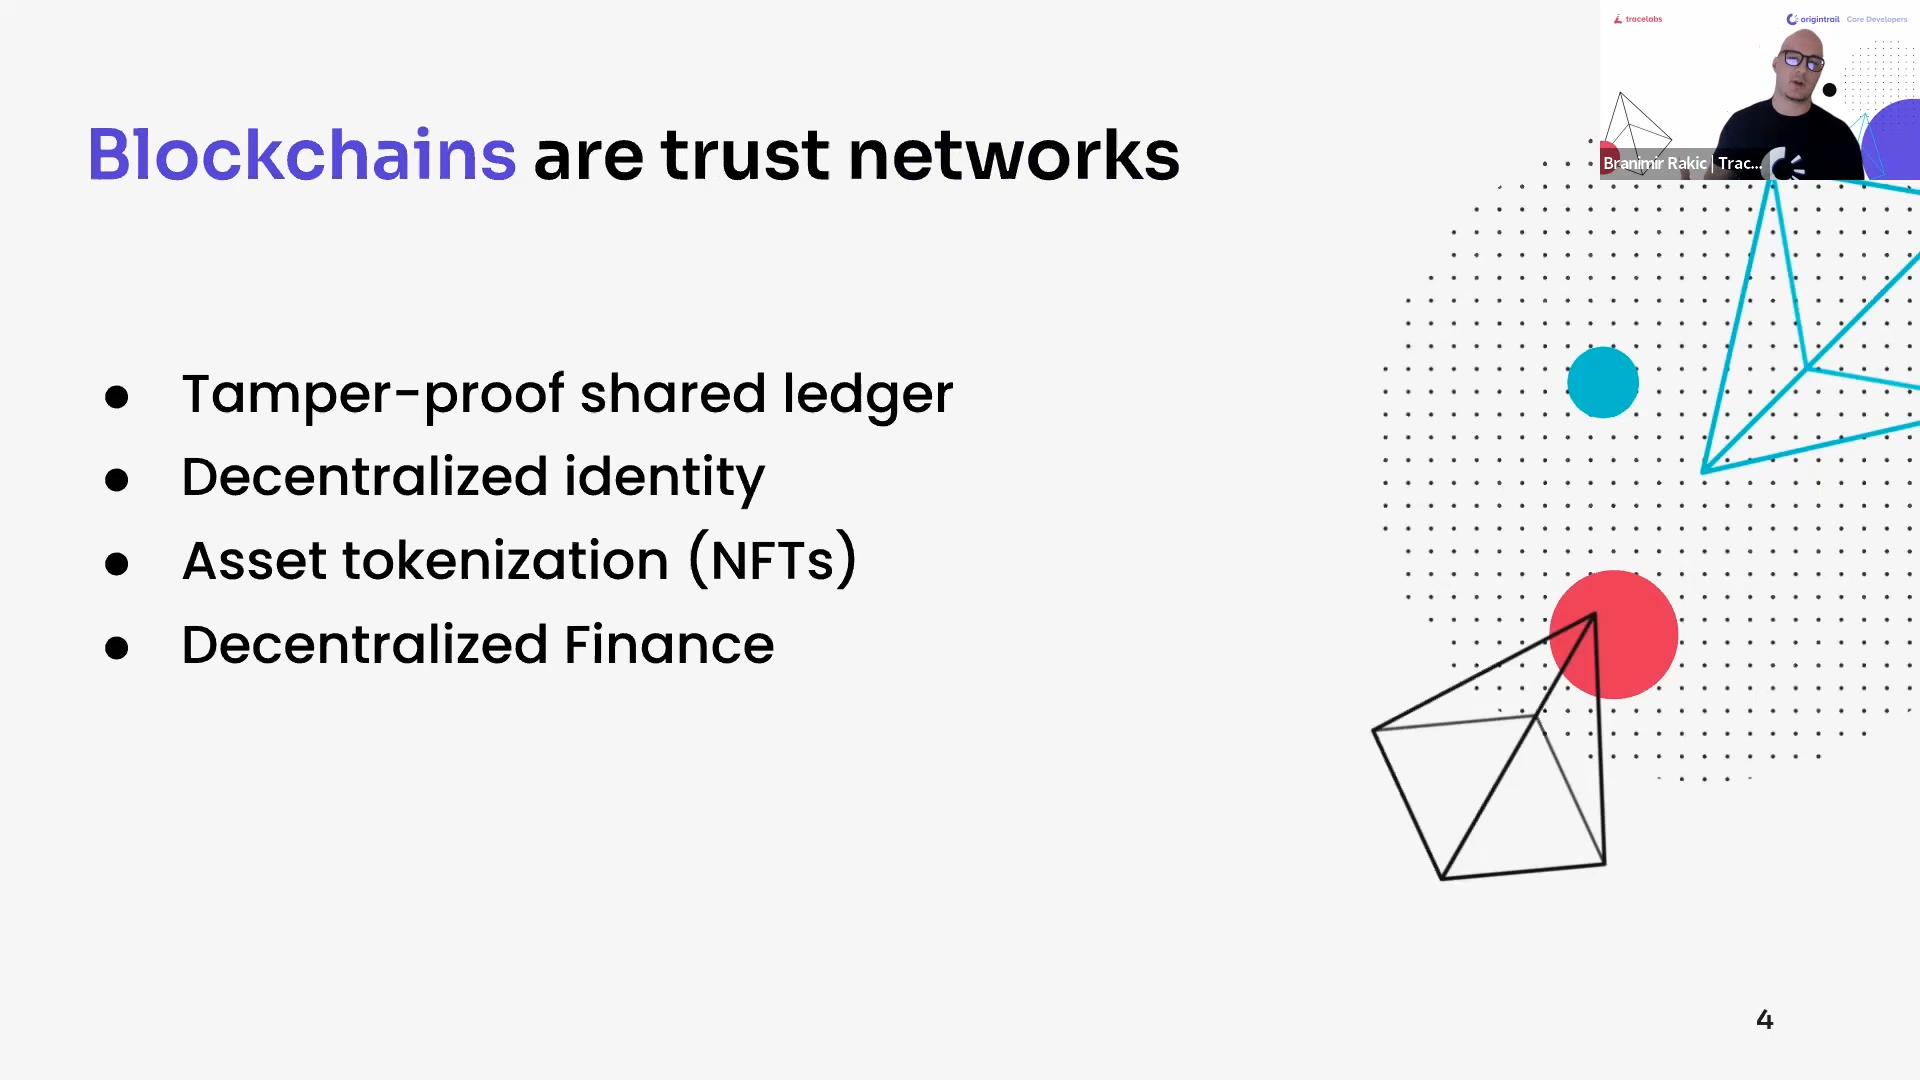 tracelabs
origintrail Core Developers
Branimir Rakic | Trac...
Blockchains are trust networks
● Tamper-proof shared ledger
● Decentralized identity
● Asset tokenization (NFTs)
● Decentralized Finance
4